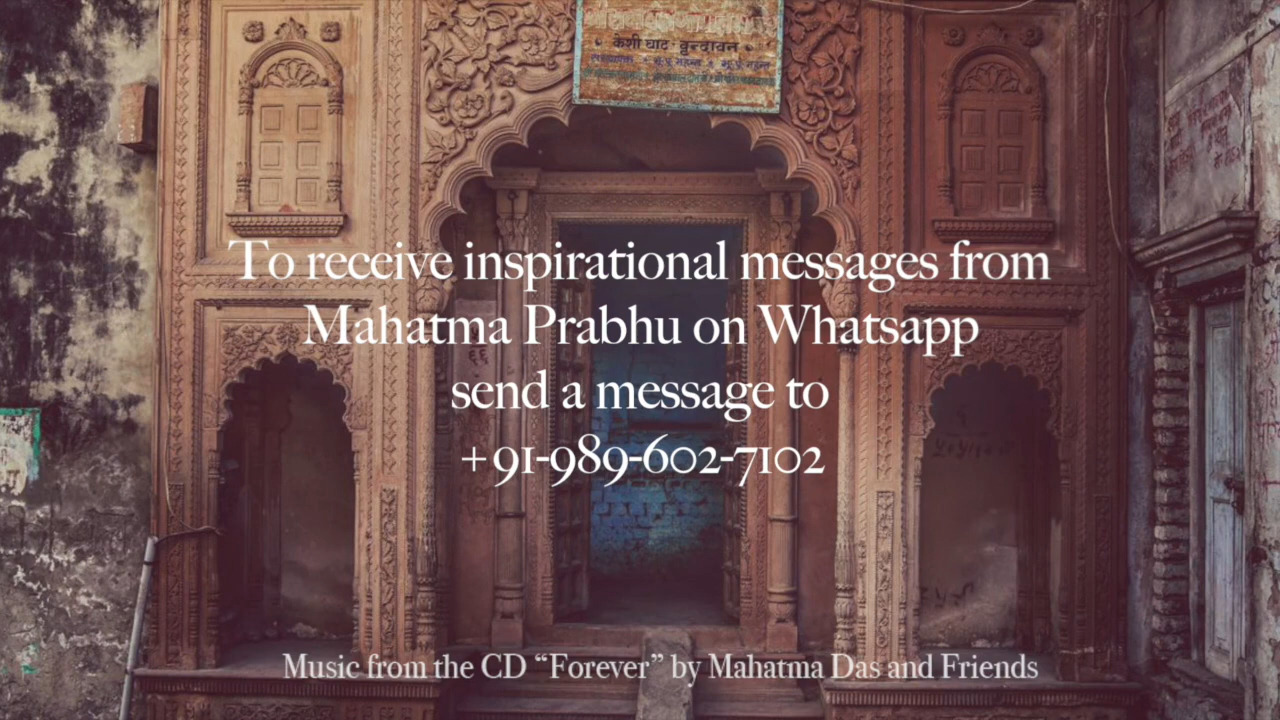 केशी घाट - वृन्दावन
To receive inspirational messages from
Mahatma Prabhu on Whatsapp
send a message to
+91-989-602-7102
Music from the CD “Forever” by Mahatma Das and Friends